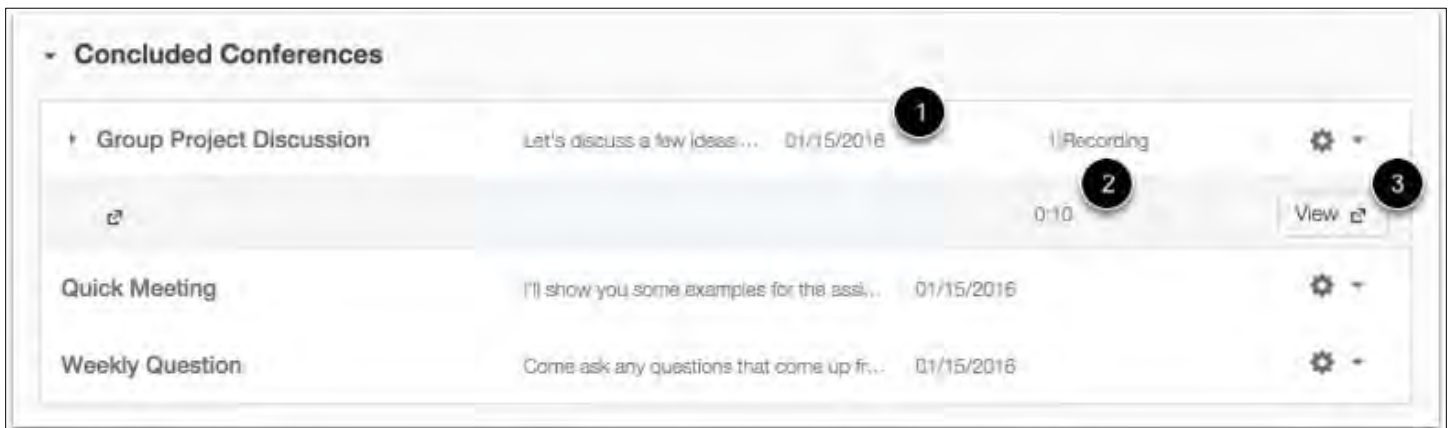 Concluded Conferences
1
Group Project Discussion Let's discuss a few ideas ... 01/15/2016 1 Recording
2
3
0:10 View
Quick Meeting I'll show you some examples for the assi... 01/15/2016
Weekly Question Come ask any questions that come up fr... 01/15/2016